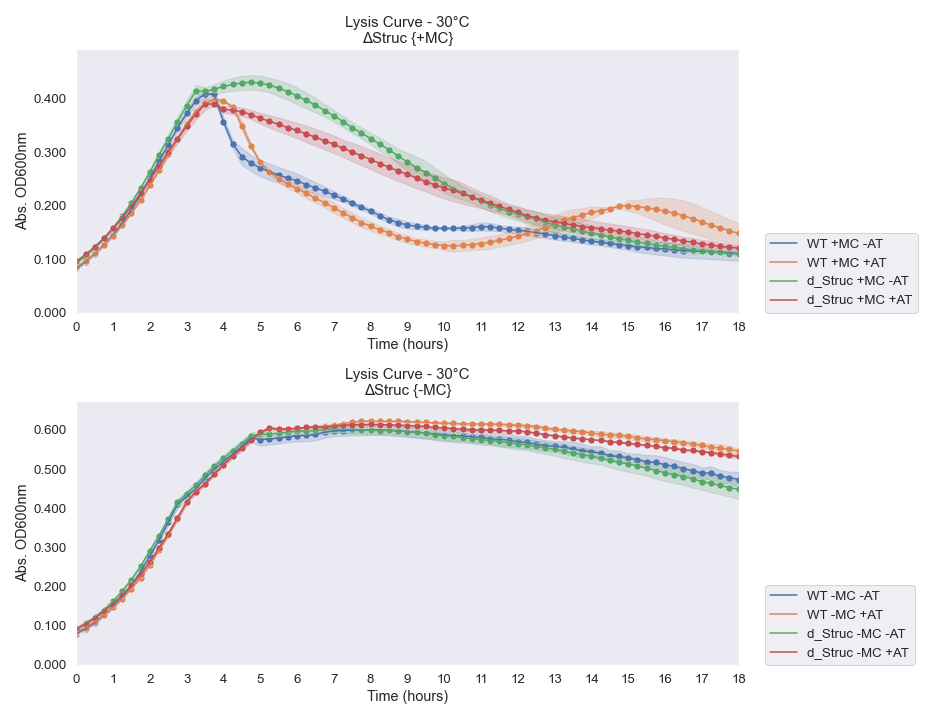 Lysis Curve - 30°C
ΔStruc {+MC}
Abs. OD600nm
0.400
0.300
0.200
0.100
0.000
0 1 2 3 4 5 6 7 8 9 10 11 12 13 14 15 16 17 18
Time (hours)
WT +MC -AT
WT +MC +AT
d_Struc +MC -AT
d_Struc +MC +AT
Lysis Curve - 30°C
ΔStruc {-MC}
Abs. OD600nm
0.600
0.500
0.400
0.300
0.200
0.100
0.000
0 1 2 3 4 5 6 7 8 9 10 11 12 13 14 15 16 17 18
Time (hours)
WT -MC -AT
WT -MC +AT
d_Struc -MC -AT
d_Struc -MC +AT